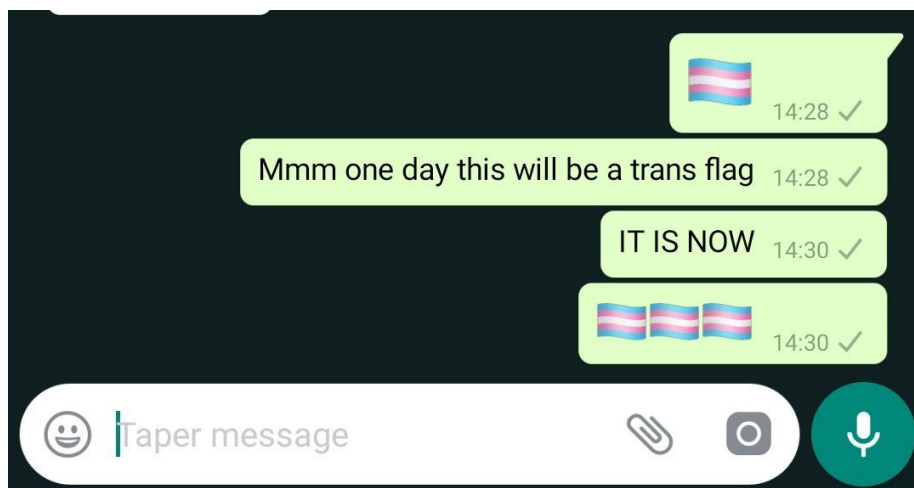 🏳️‍⚧️
14:28
Mmm one day this will be a trans flag 14:28
IT IS NOW 14:30
🏳️‍⚧️🏳️‍⚧️🏳️‍⚧️
14:30
Taper message